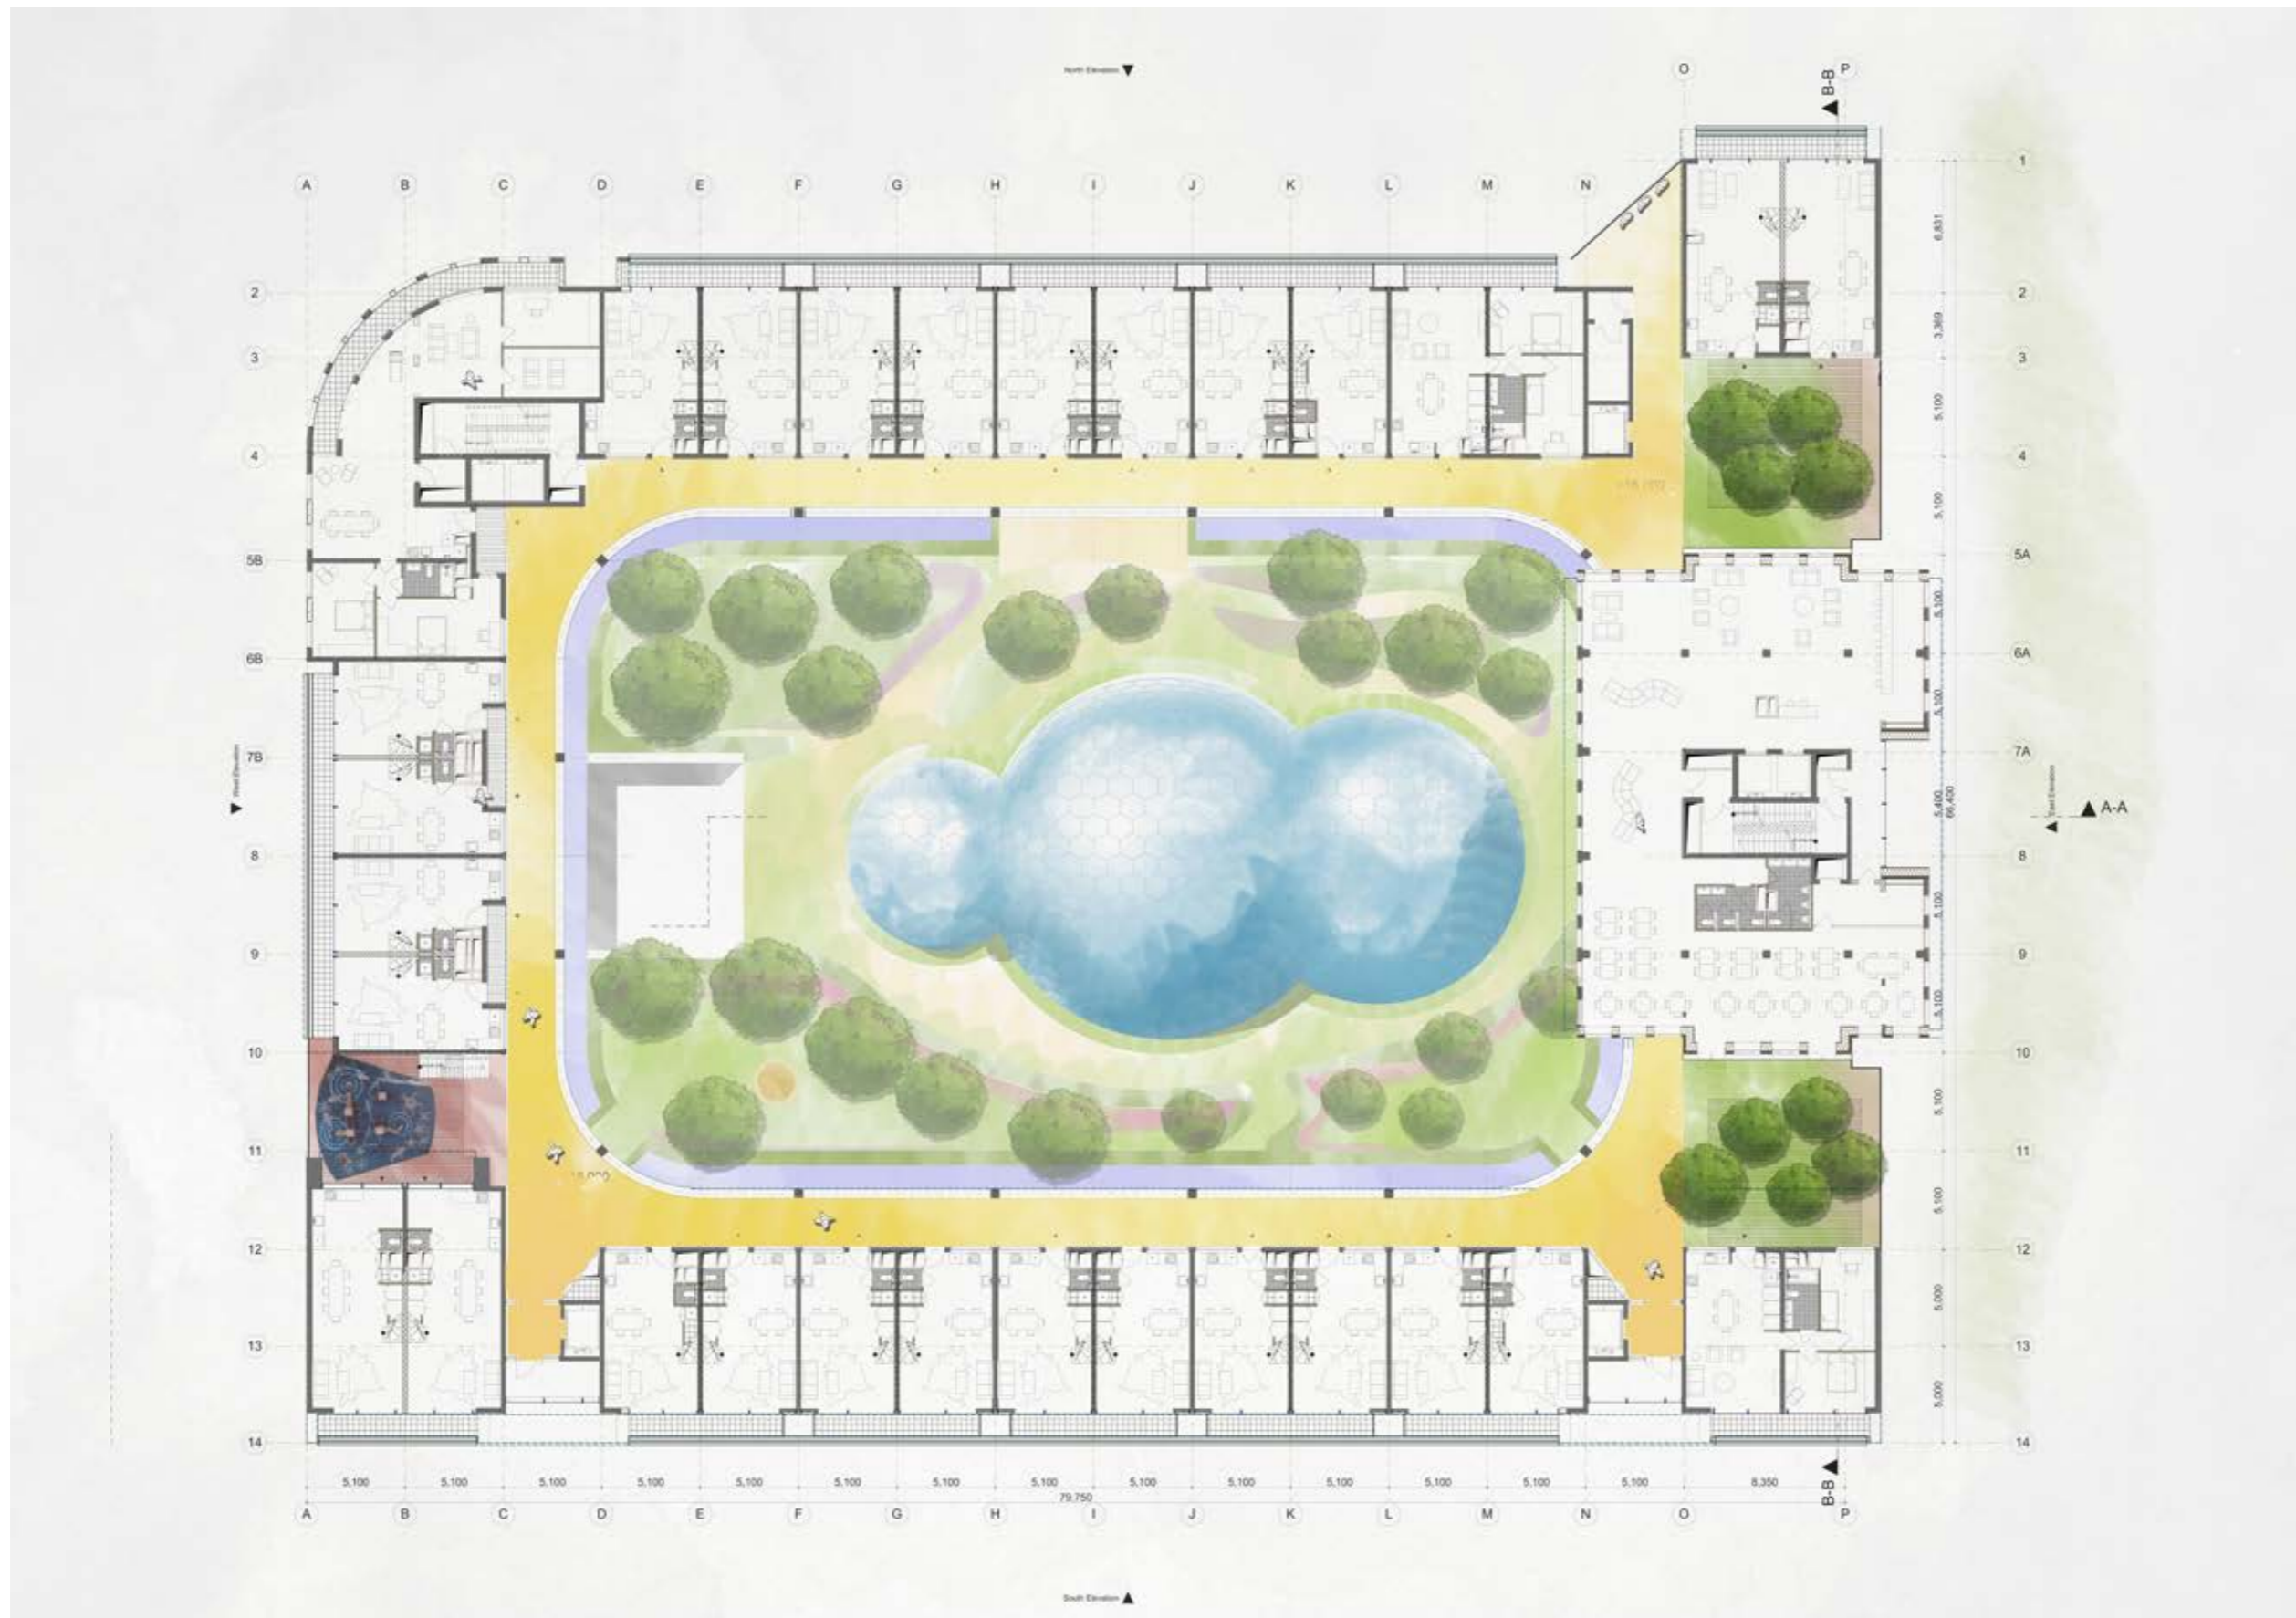 North Elevation
O P
B-B
A B C D E F G H I J K L M N
1
2 2
3 3
4 4
5B 5A
6B 6A
7B 7A
8 8
9 9
10 10
11 11
12 12
13 13
14 14
6,831
3,369
5,100
5,100
5,100
5,100
5,400
66,400
5,100
5,100
5,100
5,100
5,000
5,000
West Elevation
East Elevation
A-A
5,100 5,100 5,100 5,100 5,100 5,100 5,100 5,100 5,100 5,100 5,100 5,100 5,100 5,100 8,350
79,750
B-B
A B C D E F G H I J K L M N O P
South Elevation